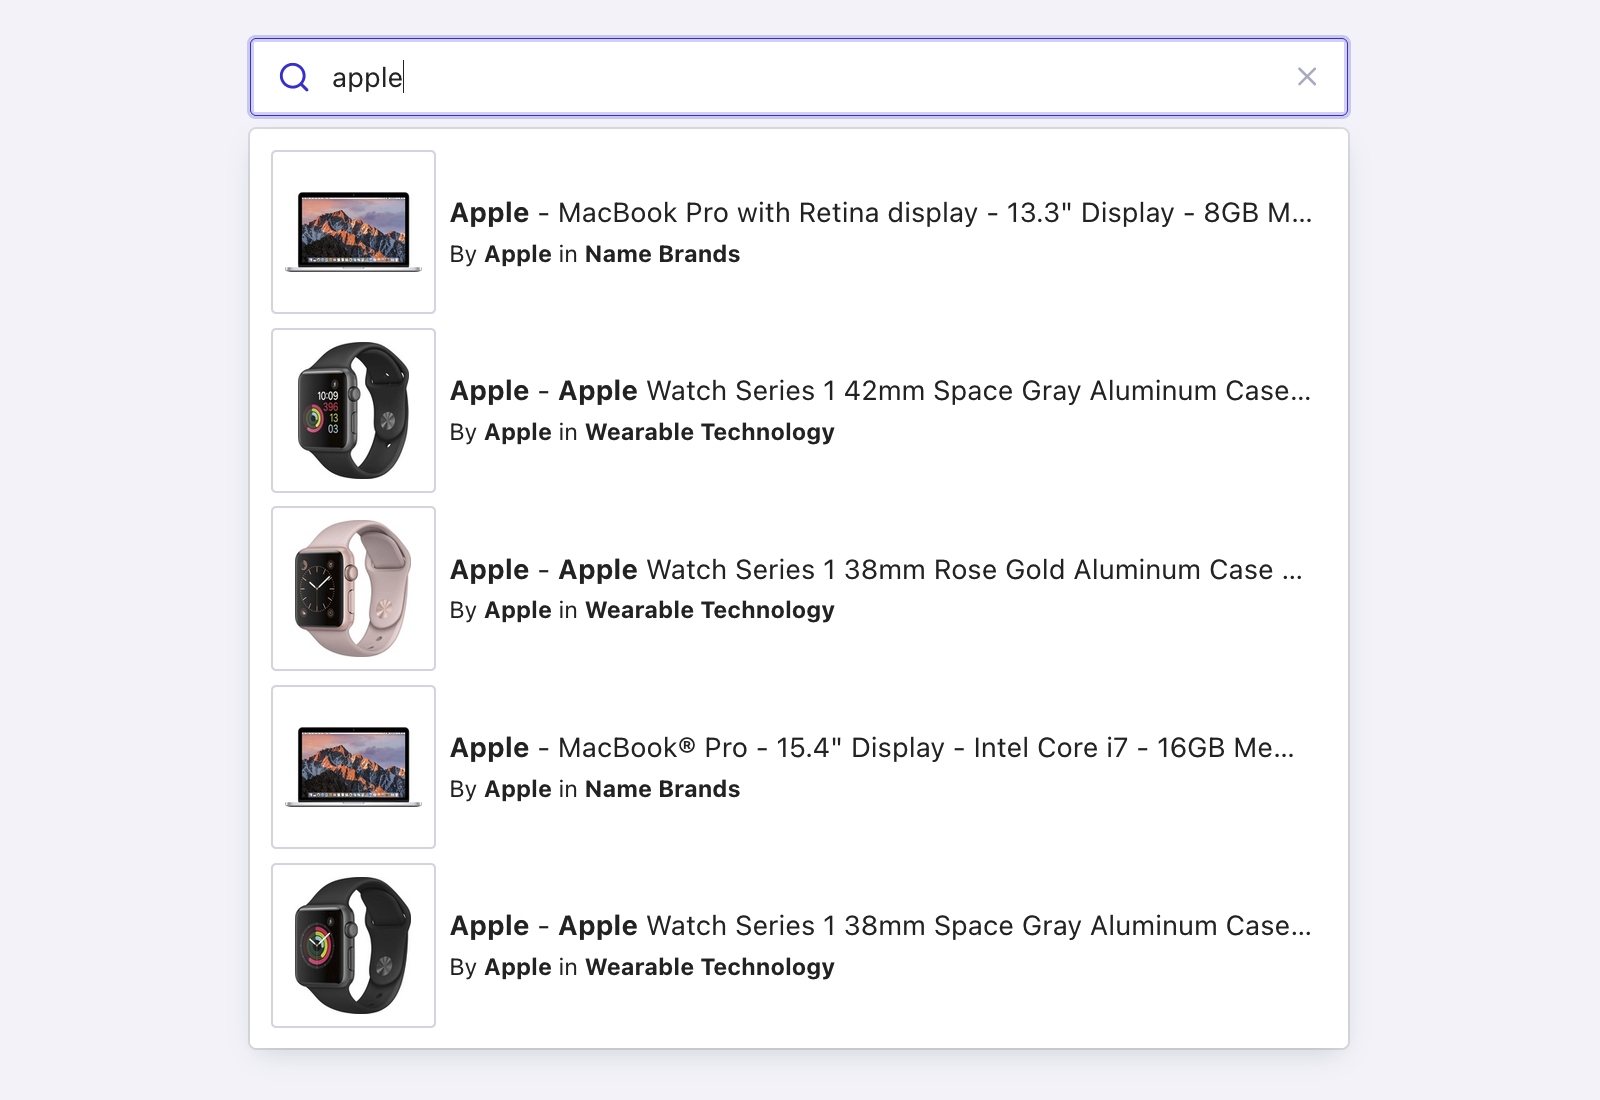 apple
Apple - MacBook Pro with Retina display - 13.3" Display - 8GB M...
By Apple in Name Brands
10:09
396
13
03
Apple - Apple Watch Series 1 42mm Space Gray Aluminum Case...
By Apple in Wearable Technology
Apple - Apple Watch Series 1 38mm Rose Gold Aluminum Case ...
By Apple in Wearable Technology
Apple - MacBook® Pro - 15.4" Display - Intel Core i7 - 16GB Me...
By Apple in Name Brands
Apple - Apple Watch Series 1 38mm Space Gray Aluminum Case...
By Apple in Wearable Technology